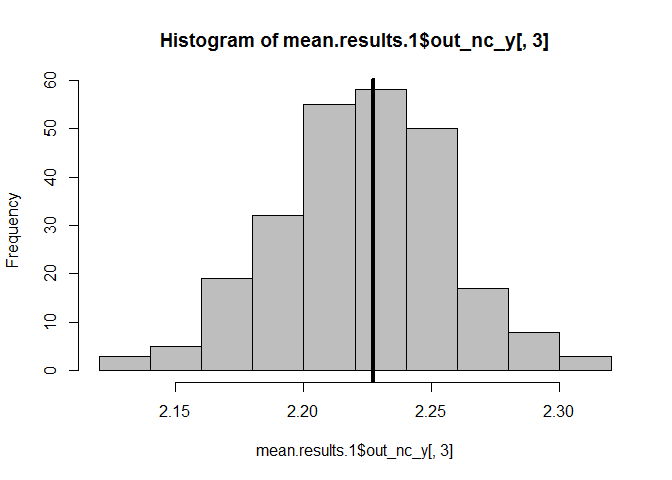 Histogram of mean.results.1$out_nc_y[, 3]
60
50
40
30
20
10
0
Frequency
2.15 2.20 2.25 2.30
mean.results.1$out_nc_y[, 3]